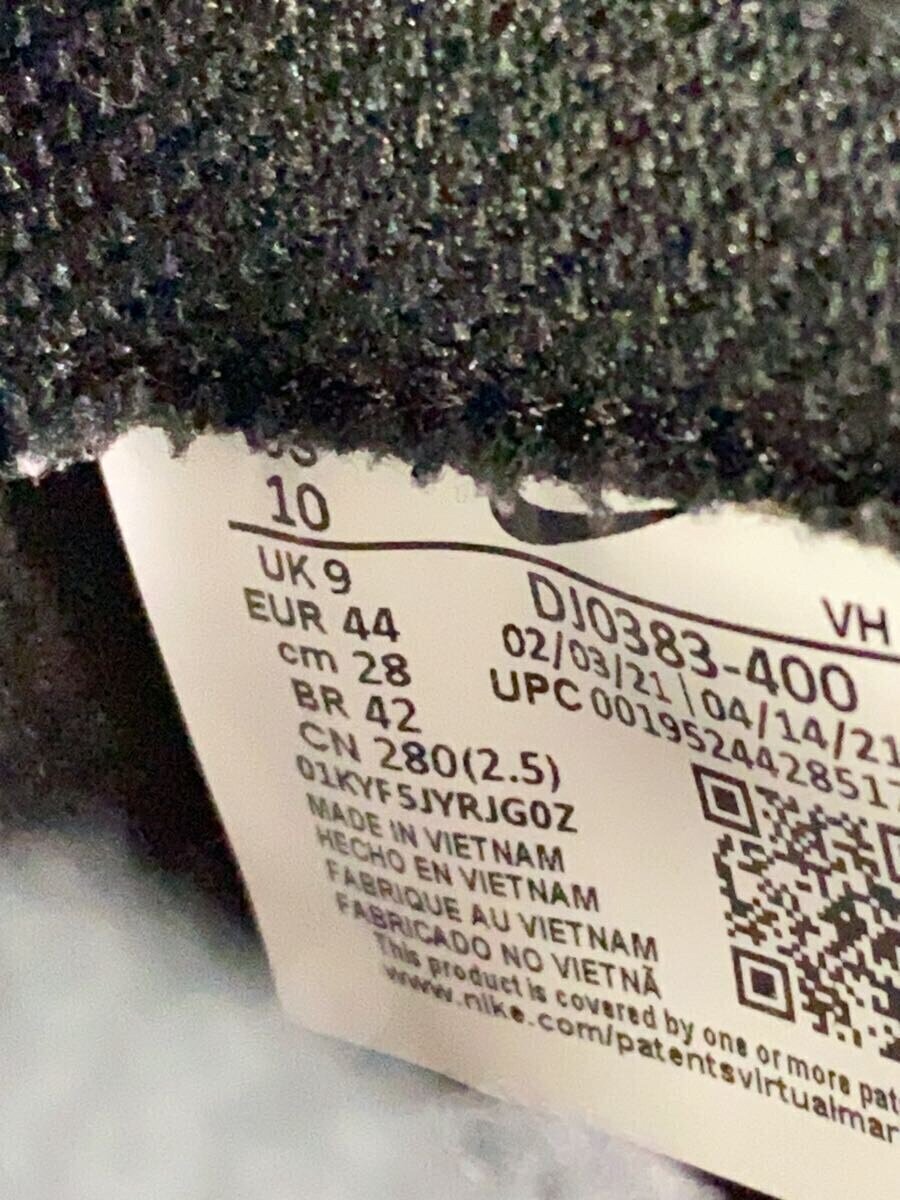 10
UK 9
EUR 44
cm 28
BR 42
CN 280(2.5)
01KYF5JYRJG0Z
MADE IN VIETNAM
HECHO EN VIETNAM
FABRIQUE AU VIETNAM
FABRICADO NO VIETNÃ
This product is covered by one or more
www.nike.com/patentsvirtualmar
VH
DJ0383-400
02/03/21\04/14/21
UPC 0019524428517